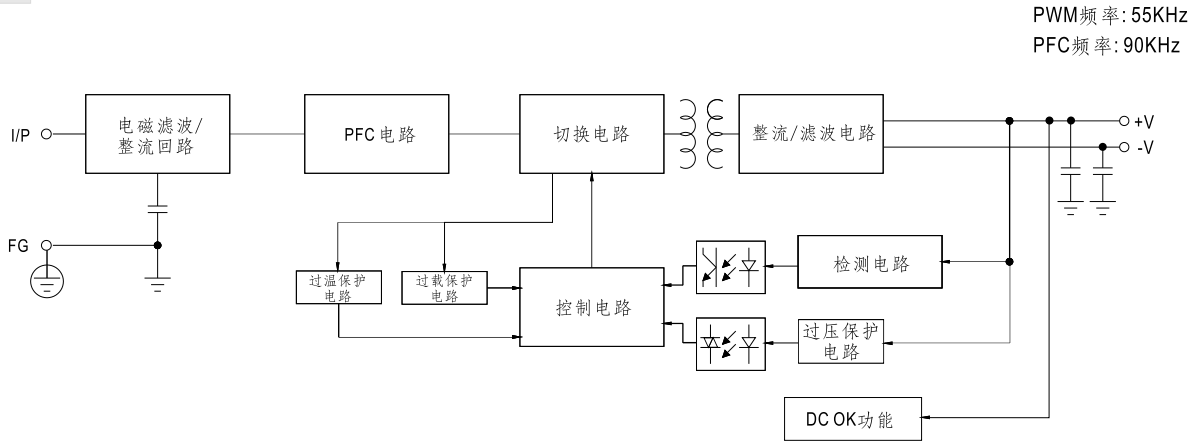 PWM频率: 55KHz
PFC频率: 90KHz
I/P
电磁滤波/
整流回路
PFC 电路
切换电路
整流/滤波电路
+V
-V
FG
过温保护
电路
过载保护
电路
控制电路
检测电路
过压保护
电路
DC OK功能